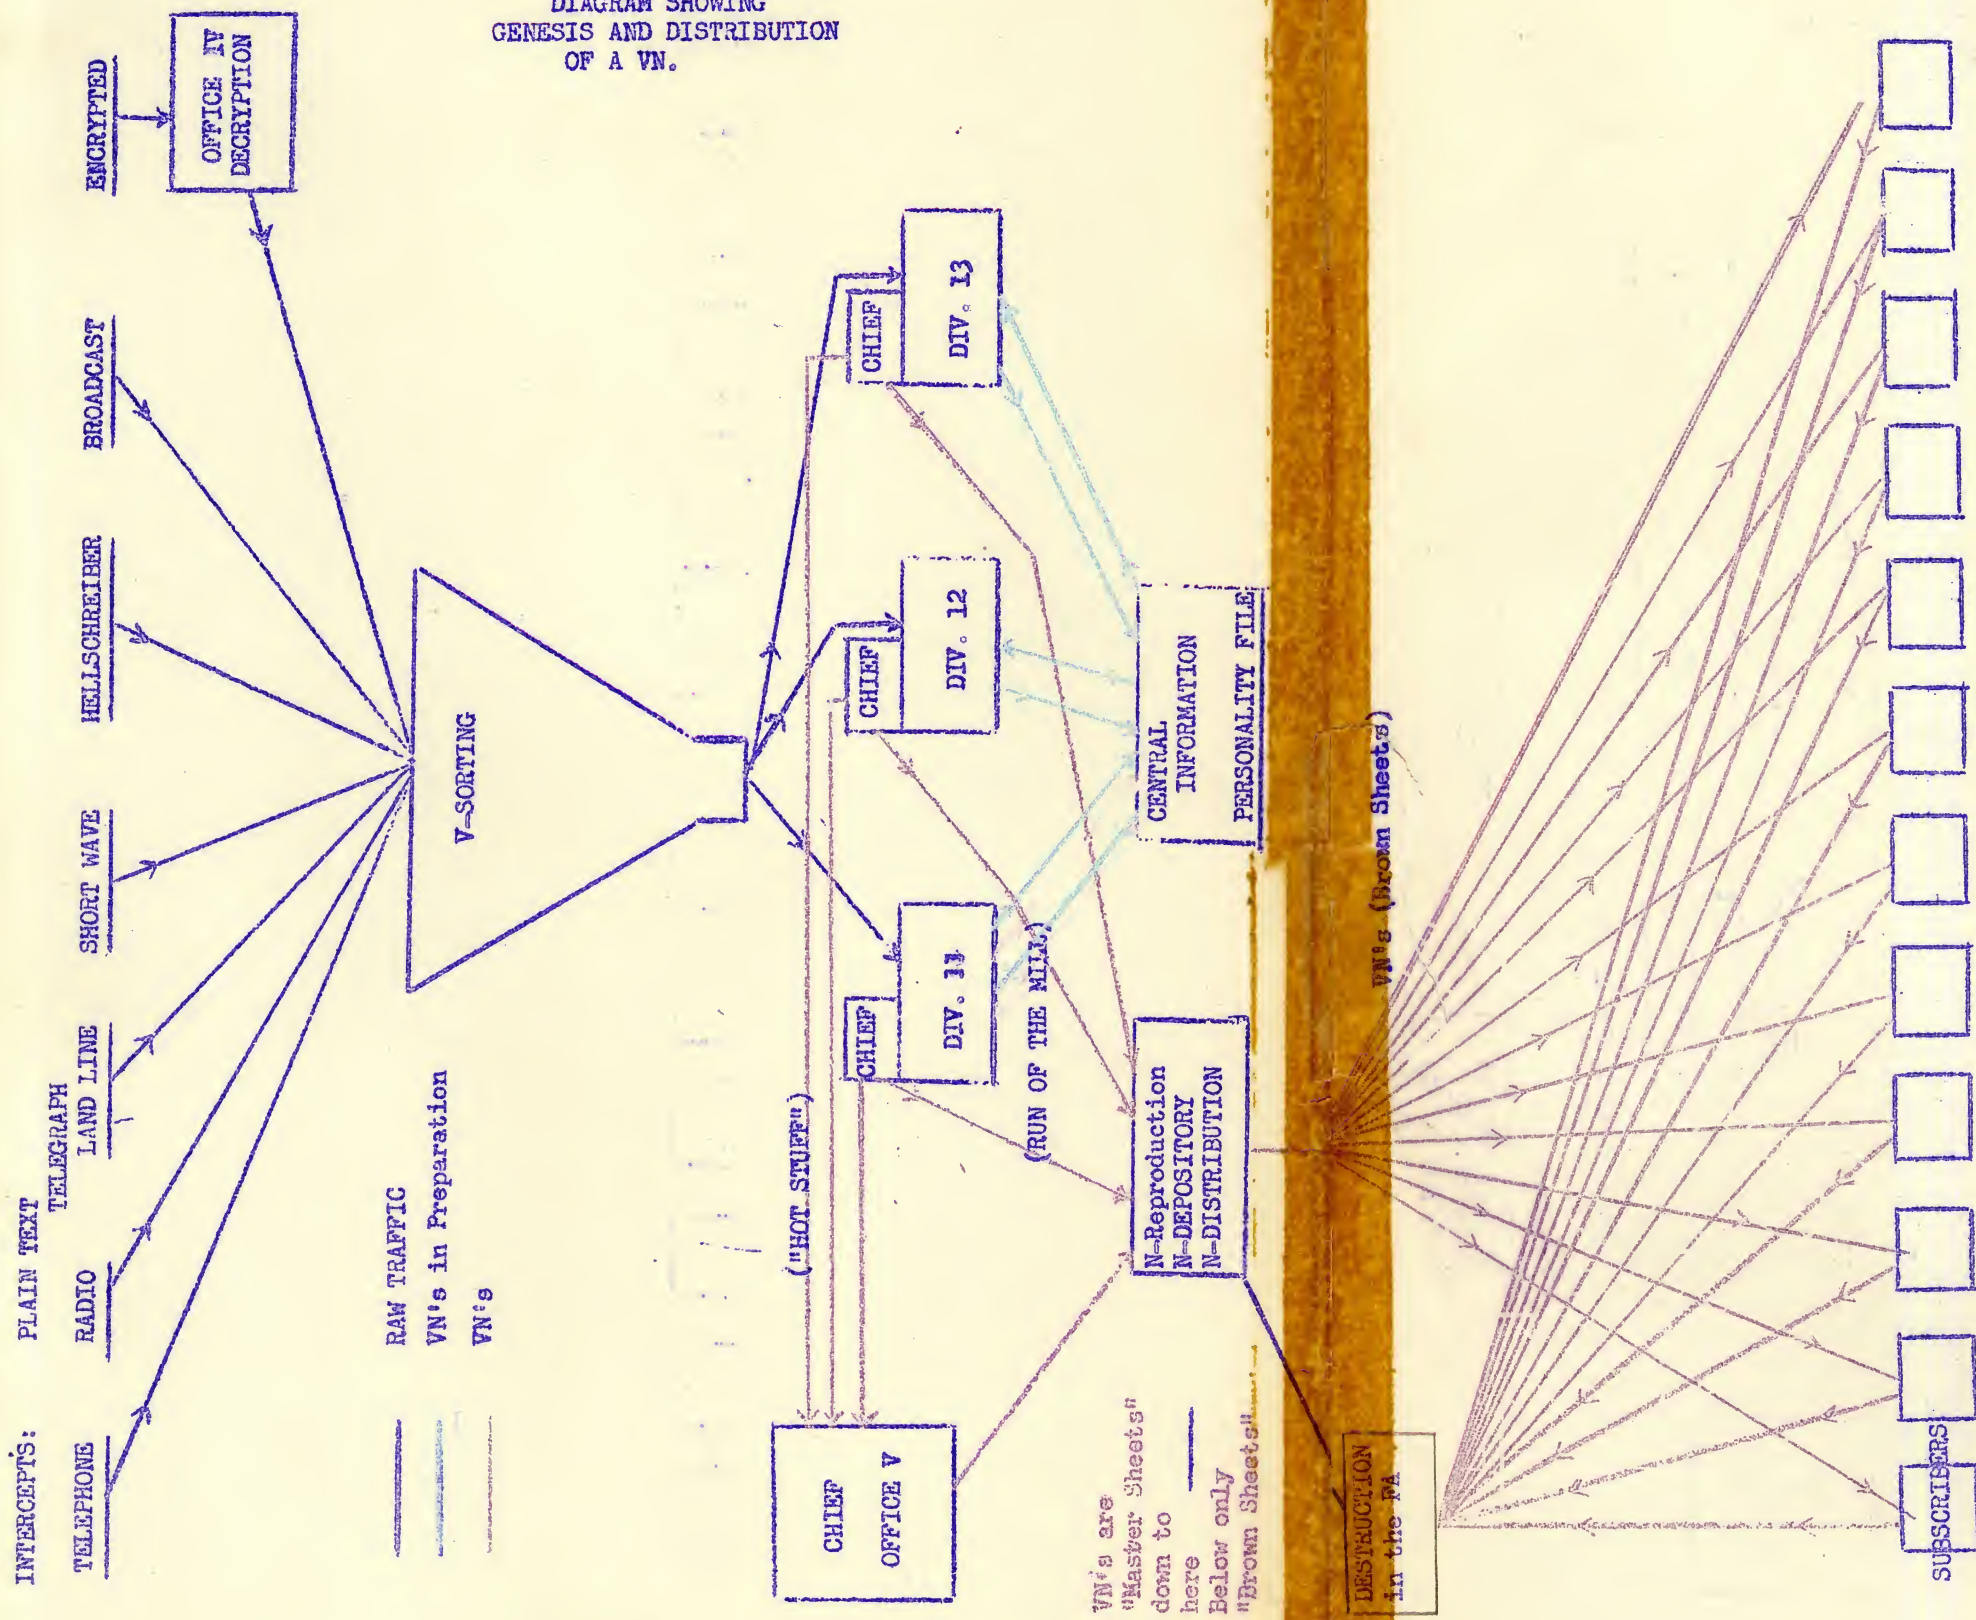 DIAGRAM SHOWING
GENESIS AND DISTRIBUTION
OF A VN.
INTERCEPTS:
PLAIN TEXT
TELEGRAPH
TELEPHONE
RADIO
LAND LINE
SHORT WAVE
HELLSCHREIBER
BROADCAST
ENCRYPTED
OFFICE IV
DECRYPTION
RAW TRAFFIC
VN's in Preparation
VN's
V-SORTING
("HOT STUFF")
CHIEF
DIV. 11
CHIEF
DIV. 12
CHIEF
DIV. 13
(RUN OF THE MILL)
CHIEF
OFFICE V
N-Reproduction
N-DEPOSITORY
N-DISTRIBUTION
CENTRAL
INFORMATION
PERSONALITY FILE
VN's are
"Master Sheets"
down to
here
Below only
"Brown Sheets"
DESTRUCTION
in the FA
VN's (Brown Sheets)
SUBSCRIBERS